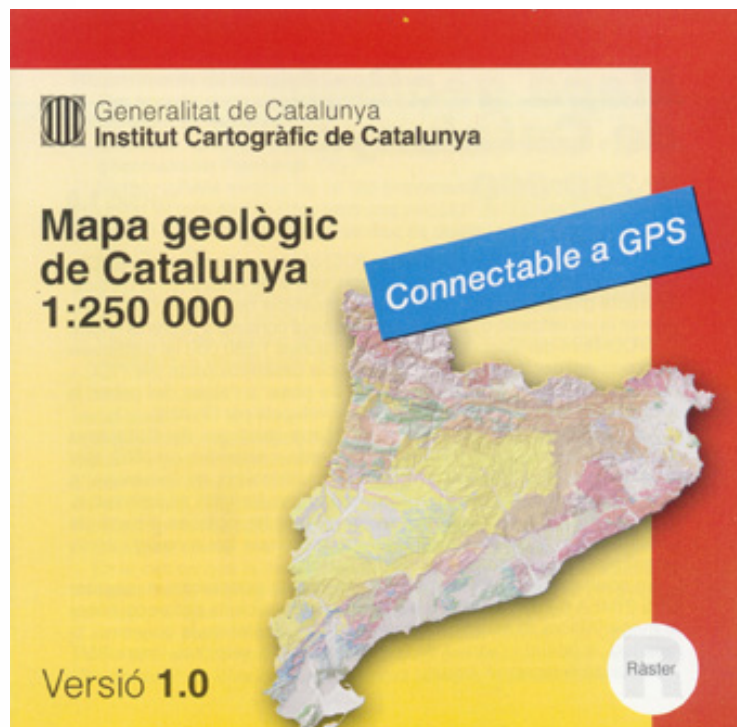 Generalitat de Catalunya
Institut Cartogràfic de Catalunya
Mapa geològic
de Catalunya
1:250 000
Connectable a GPS
Versió 1.0
R
Ràster